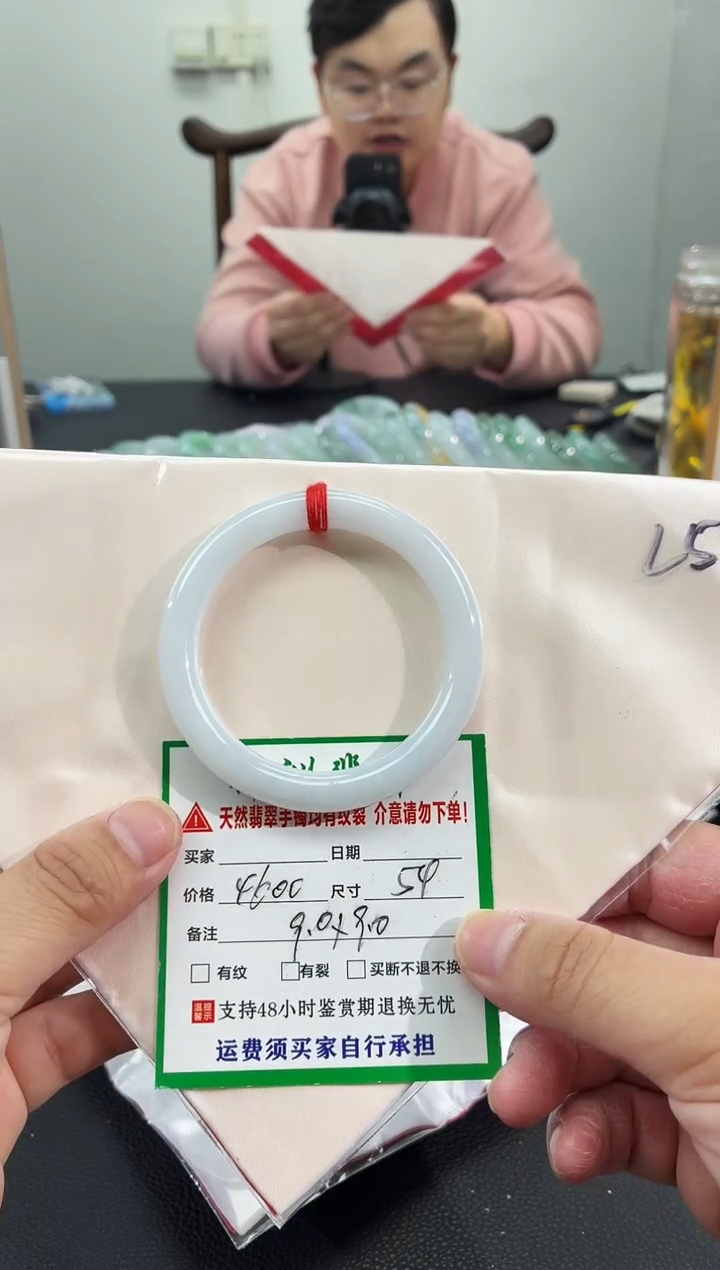 L5
天然翡翠手镯均有纹裂 介意请勿下单!
买家 日期
价格 4600 尺寸 54
备注 9.0×9.0
有纹 有裂 买断不退不换
温馨提示 支持48小时鉴赏期退换无忧
运费须买家自行承担